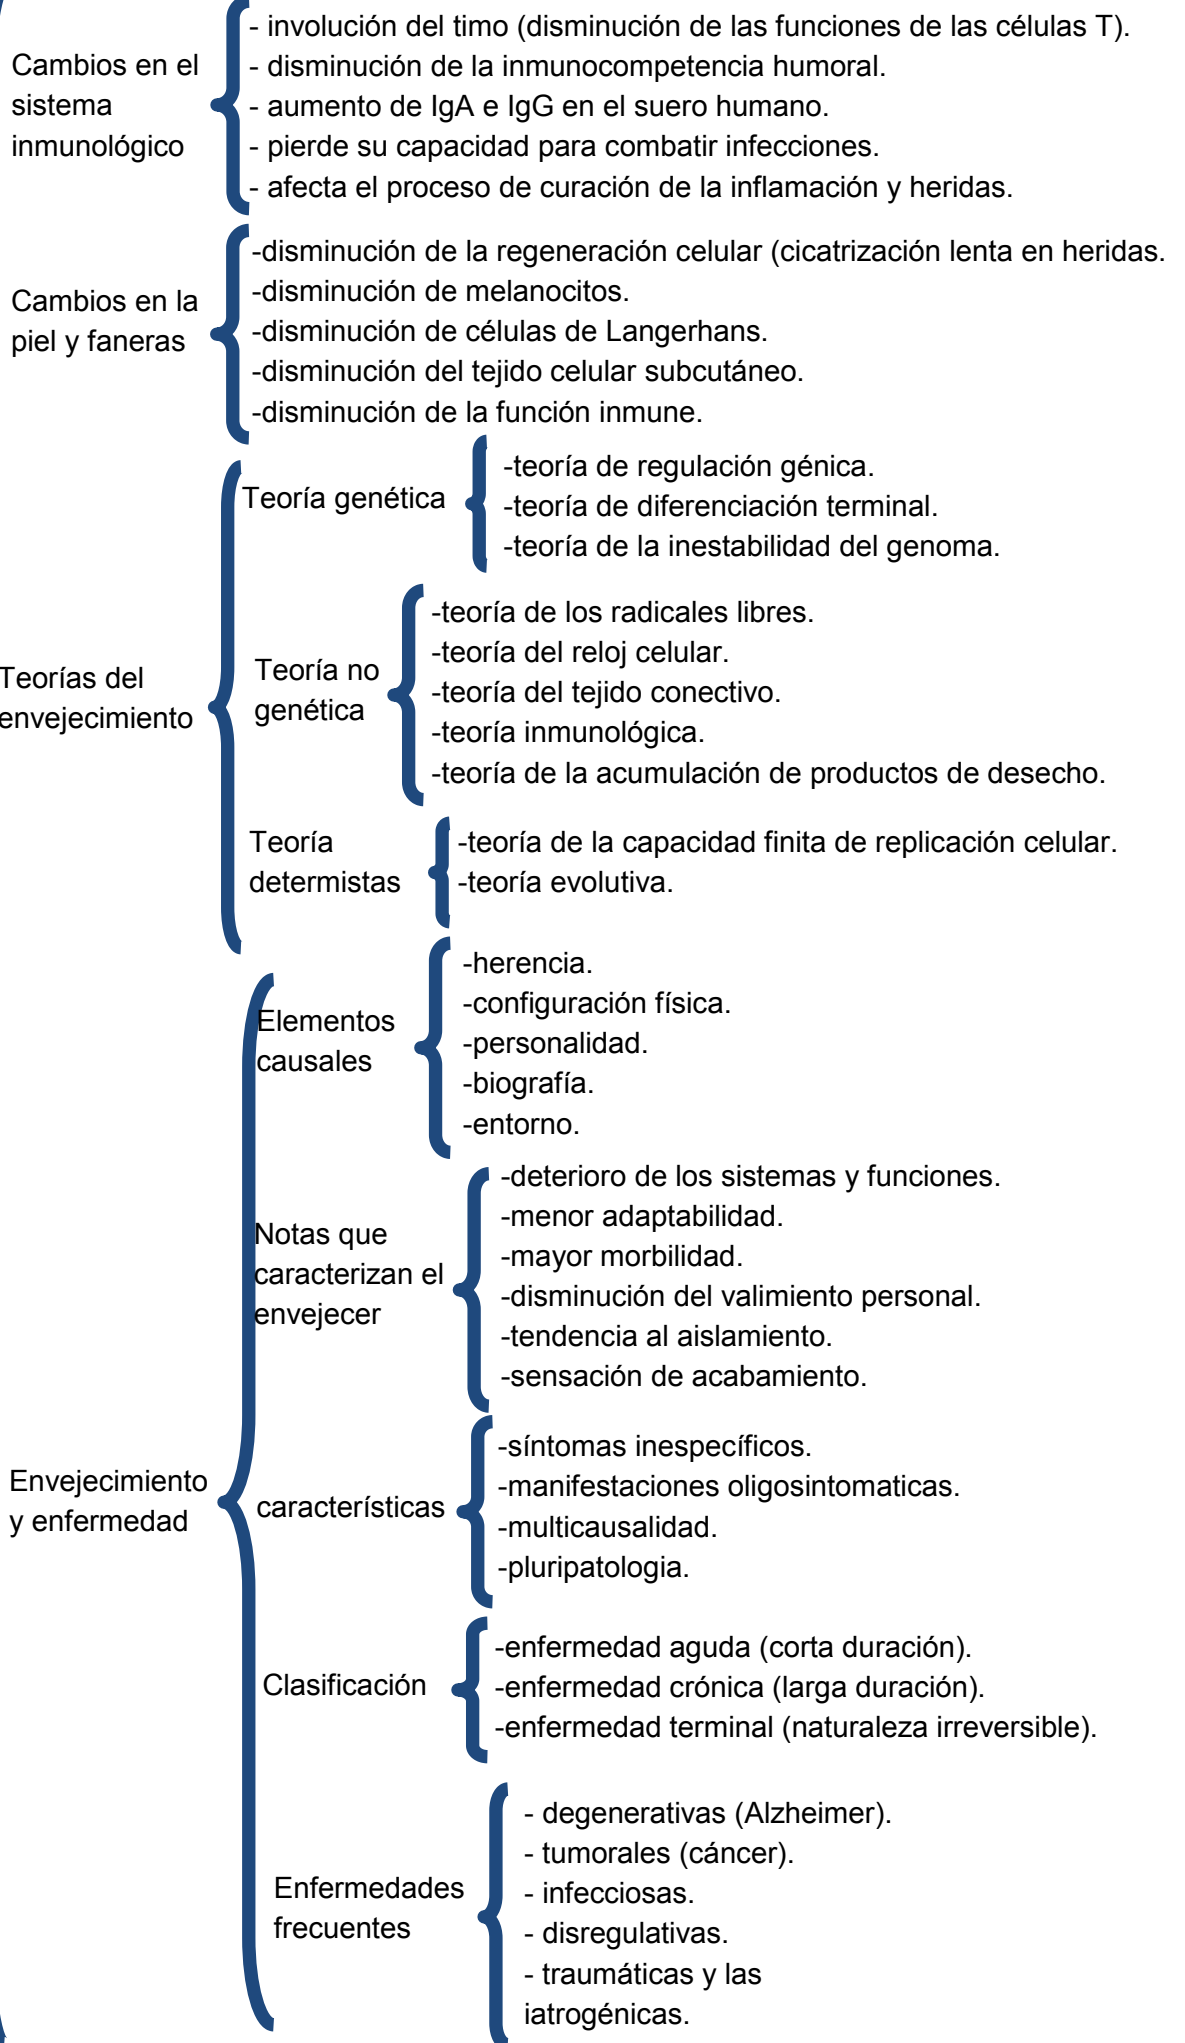 Cambios en el
sistema
inmunológico
- involución del timo (disminución de las funciones de las células T).
- disminución de la inmunocompetencia humoral.
- aumento de IgA e IgG en el suero humano.
- pierde su capacidad para combatir infecciones.
- afecta el proceso de curación de la inflamación y heridas.
Cambios en la
piel y faneras
-disminución de la regeneración celular (cicatrización lenta en heridas.
-disminución de melanocitos.
-disminución de células de Langerhans.
-disminución del tejido celular subcutáneo.
-disminución de la función inmune.
Teorías del
envejecimiento
Teoría genética
-teoría de regulación génica.
-teoría de diferenciación terminal.
-teoría de la inestabilidad del genoma.
Teoría no
genética
-teoría de los radicales libres.
-teoría del reloj celular.
-teoría del tejido conectivo.
-teoría inmunológica.
-teoría de la acumulación de productos de desecho.
Teoría
determistas
-teoría de la capacidad finita de replicación celular.
-teoría evolutiva.
Envejecimiento
y enfermedad
Elementos
causales
-herencia.
-configuración física.
-personalidad.
-biografía.
-entorno.
Notas que
caracterizan el
envejecer
-deterioro de los sistemas y funciones.
-menor adaptabilidad.
-mayor morbilidad.
-disminución del valimiento personal.
-tendencia al aislamiento.
-sensación de acabamiento.
características
-síntomas inespecíficos.
-manifestaciones oligosintomaticas.
-multicausalidad.
-pluripatologia.
Clasificación
-enfermedad aguda (corta duración).
-enfermedad crónica (larga duración).
-enfermedad terminal (naturaleza irreversible).
Enfermedades
frecuentes
- degenerativas (Alzheimer).
- tumorales (cáncer).
- infecciosas.
- disregulativas.
- traumáticas y las
iatrogénicas.